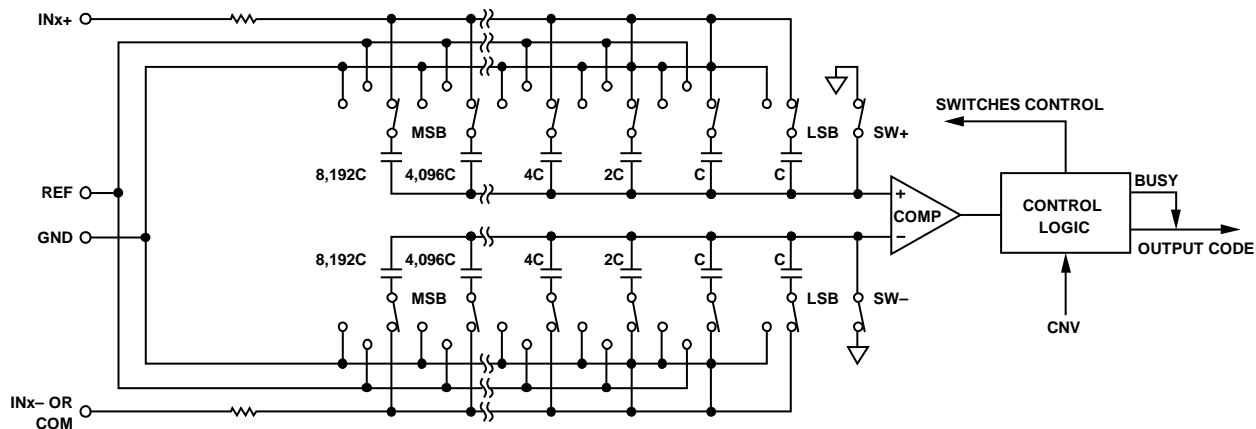 INx+
SWITCHES CONTROL
MSB
LSB
SW+
8,192C
4,096C
4C
2C
C
C
REF
BUSY
+
COMP
–
CONTROL
LOGIC
GND
OUTPUT CODE
8,192C
4,096C
4C
2C
C
C
MSB
LSB
SW–
CNV
INx– OR
COM